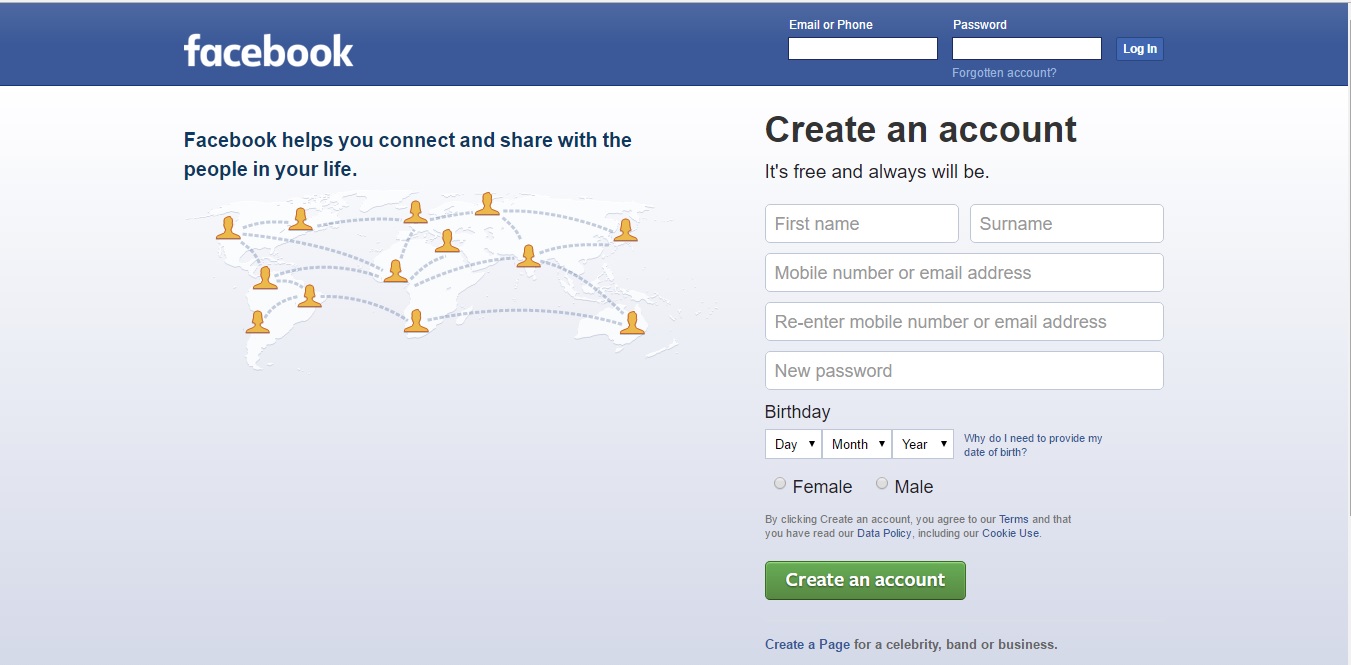 facebook
Email or Phone
Password
Log In
Forgotten account?
Facebook helps you connect and share with the
people in your life.
Create an account
It's free and always will be.
First name
Surname
Mobile number or email address
Re-enter mobile number or email address
New password
Birthday
Day
Month
Year
Why do I need to provide my
date of birth?
Female
Male
By clicking Create an account, you agree to our Terms and that
you have read our Data Policy, including our Cookie Use.
Create an account
Create a Page for a celebrity, band or business.